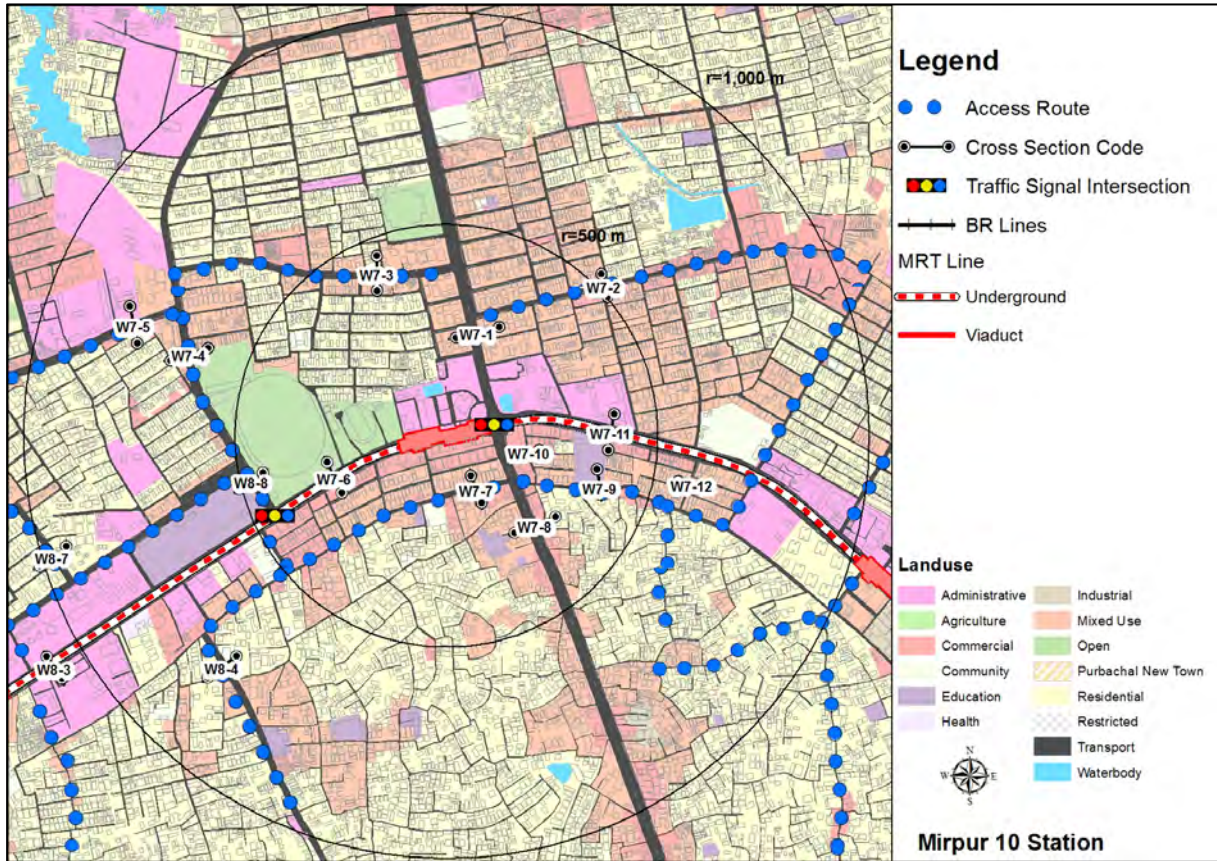 r=1,000 m
r=500 m
W7-3
W7-2
W7-5
W7-1
W7-4
W7-11
W7-10
W7-6
W8-8
W7-7
W7-9
W7-12
W7-8
W8-7
W8-3
W8-4
Legend
Access Route
Cross Section Code
Traffic Signal Intersection
BR Lines
MRT Line
Underground
Viaduct
Landuse
Administrative
Agriculture
Commercial
Community
Education
Health
Industrial
Mixed Use
Open
Purbachal New Town
Residential
Restricted
Transport
Waterbody
N
W E
S
Mirpur 10 Station